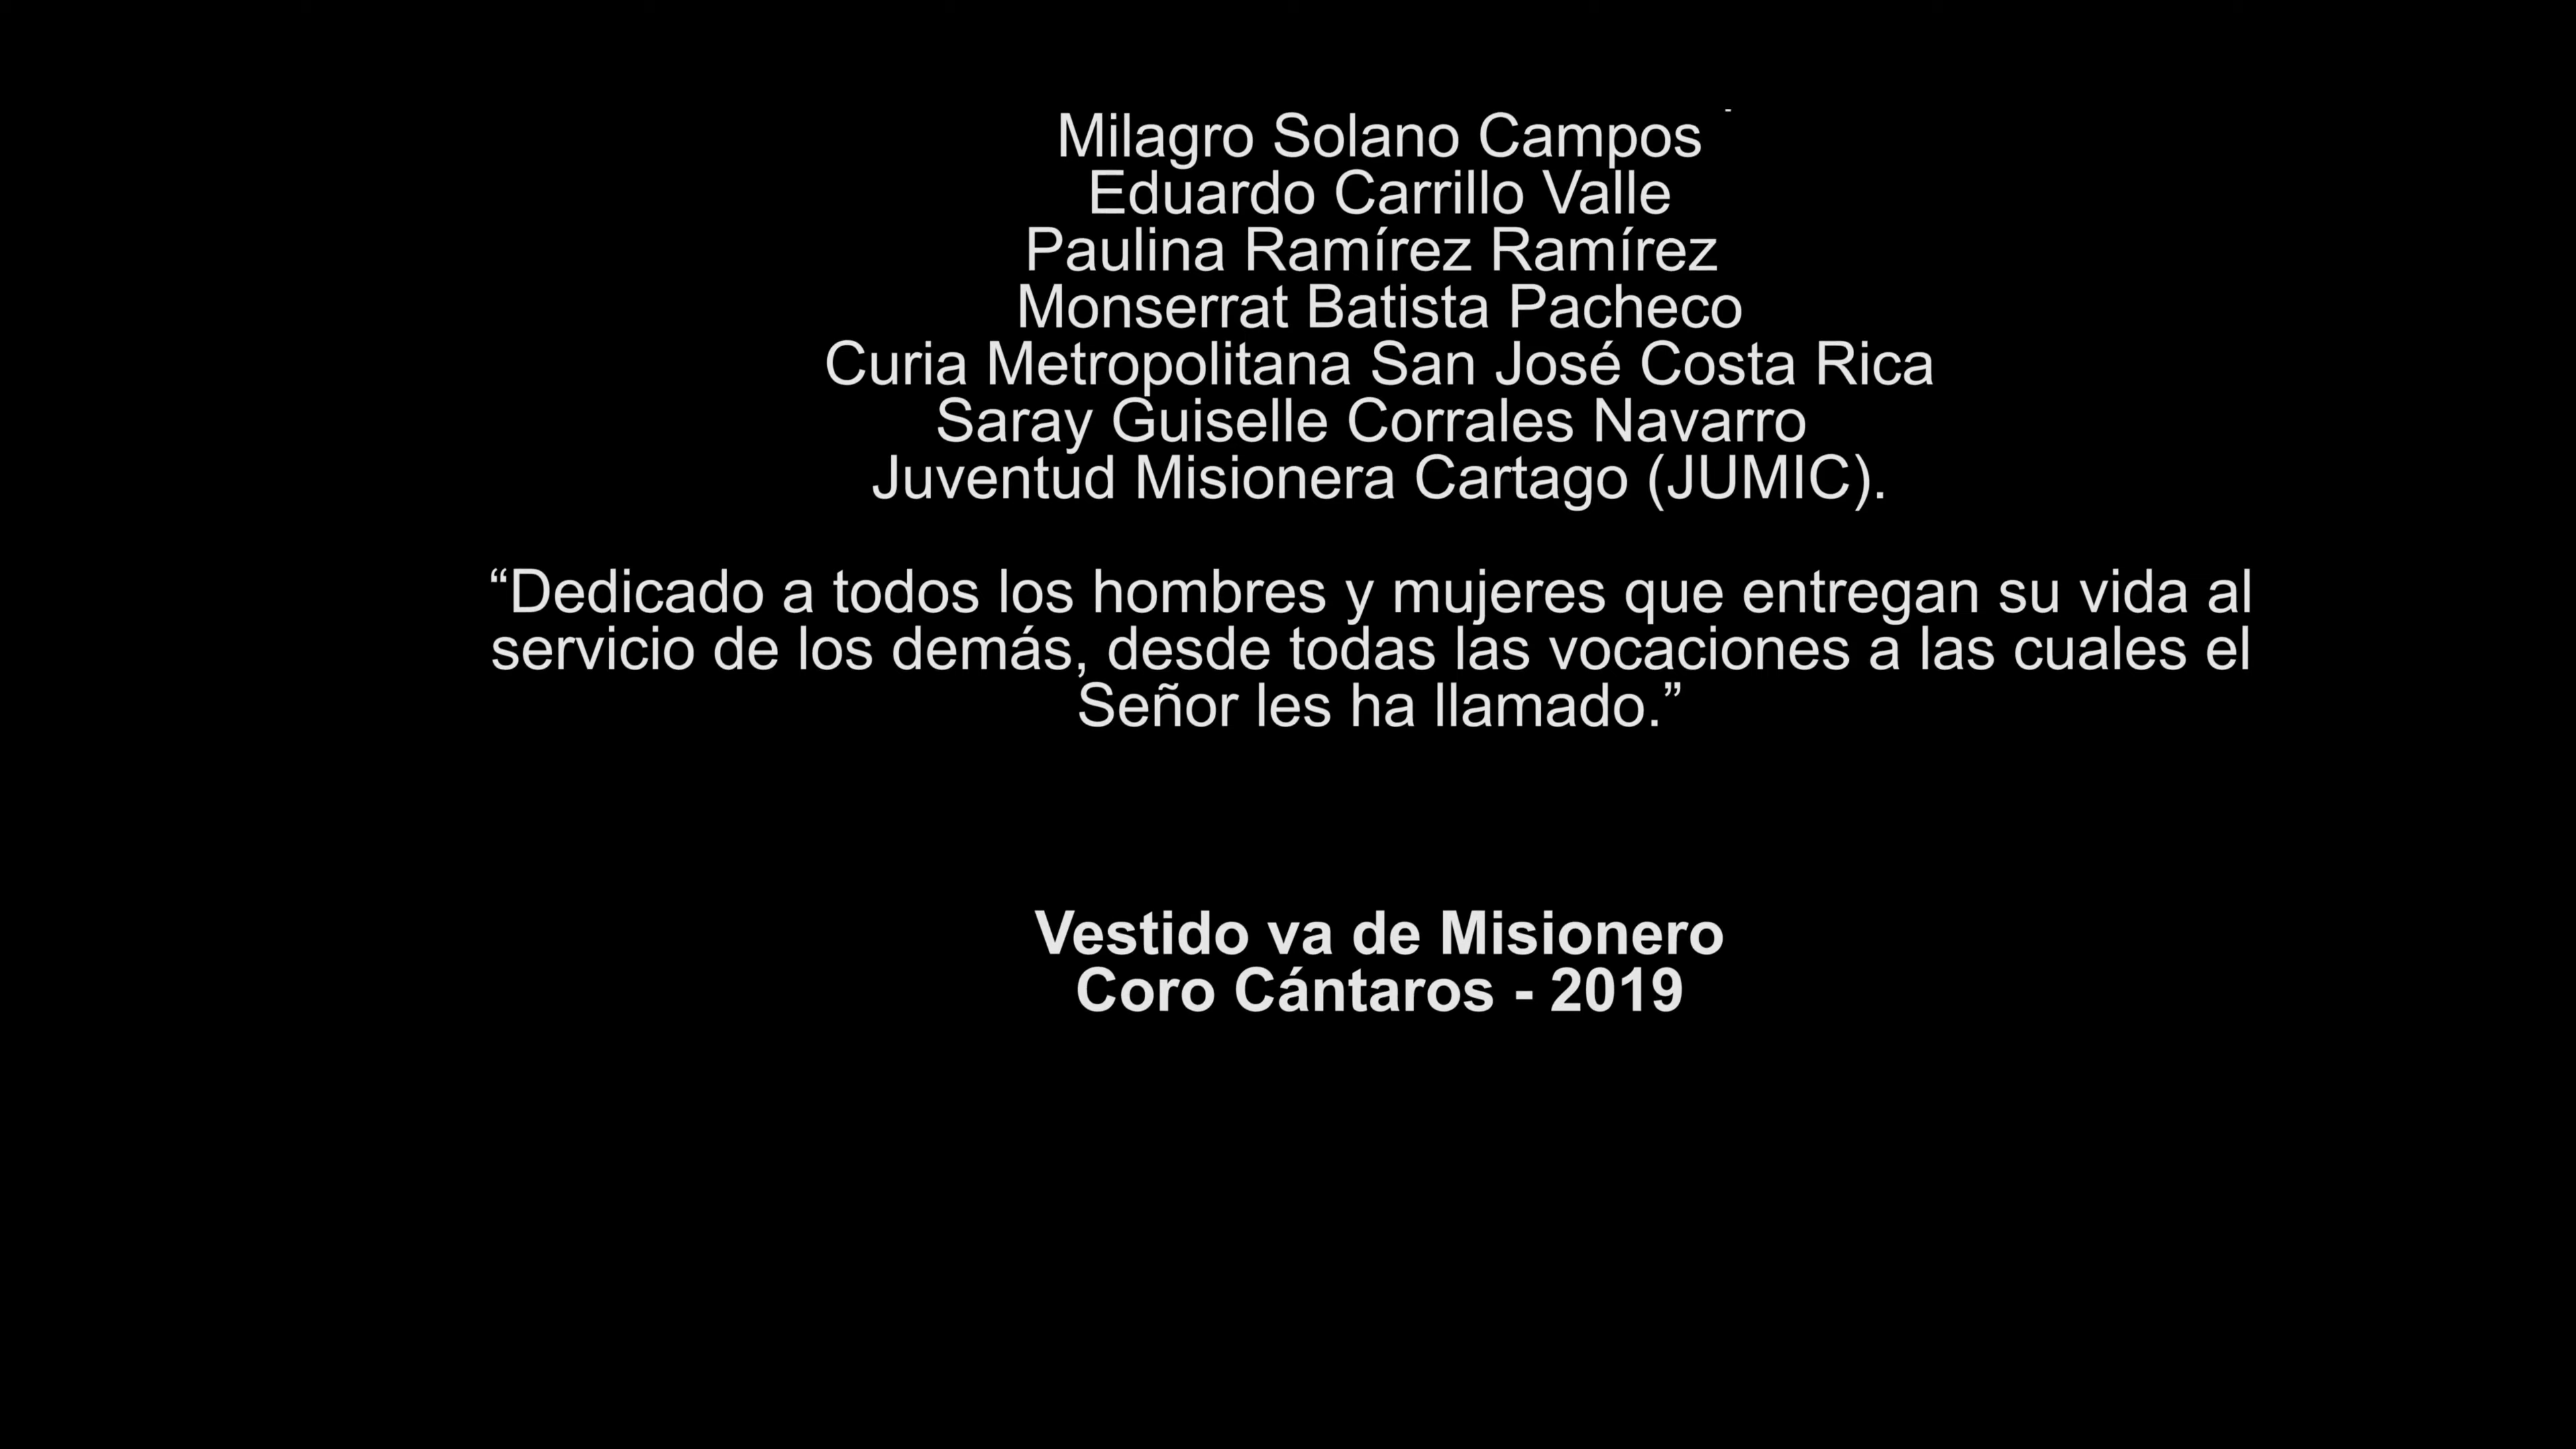 Milagro Solano Campos
Eduardo Carrillo Valle
Paulina Ramírez Ramírez
Monserrat Batista Pacheco
Curia Metropolitana San José Costa Rica
Saray Guiselle Corrales Navarro
Juventud Misionera Cartago (JUMIC).
“Dedicado a todos los hombres y mujeres que entregan su vida al
servicio de los demás, desde todas las vocaciones a las cuales el
Señor les ha llamado.”
Vestido va de Misionero
Coro Cántaros - 2019